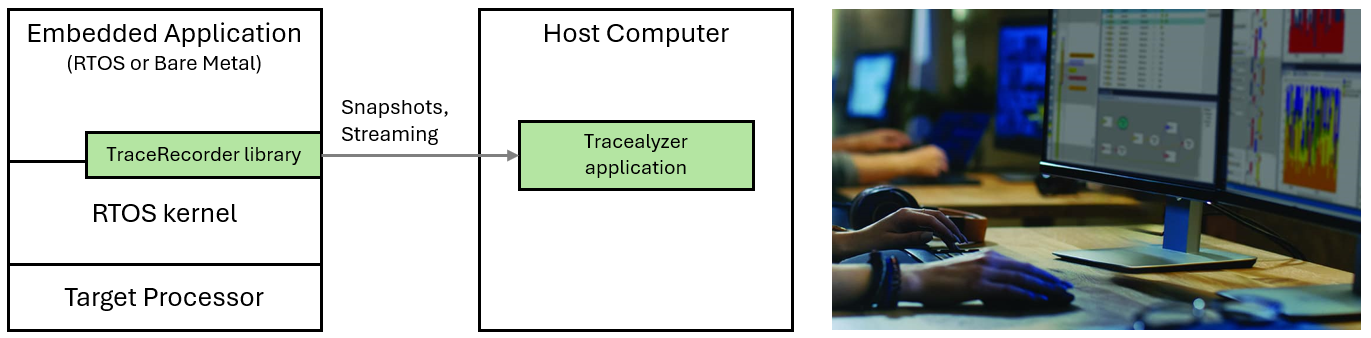 Embedded Application
(RTOS or Bare Metal)
TraceRecorder library
RTOS kernel
Target Processor
Snapshots,
Streaming
Host Computer
Tracealyzer
application